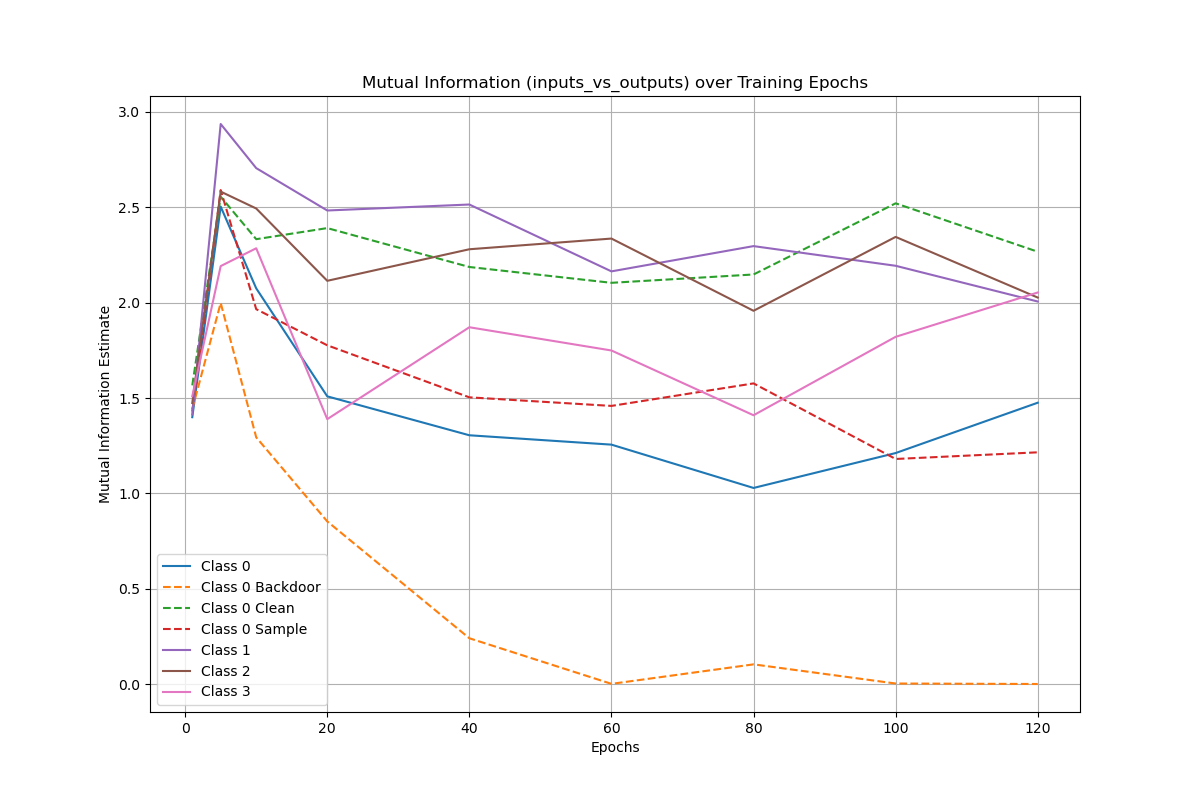 Mutual Information (inputs_vs_outputs) over Training Epochs
Mutual Information Estimate
3.0
2.5
2.0
1.5
1.0
0.5
0.0
Class 0
Class 0 Backdoor
Class 0 Clean
Class 0 Sample
Class 1
Class 2
Class 3
0 20 40 60 80 100 120
Epochs